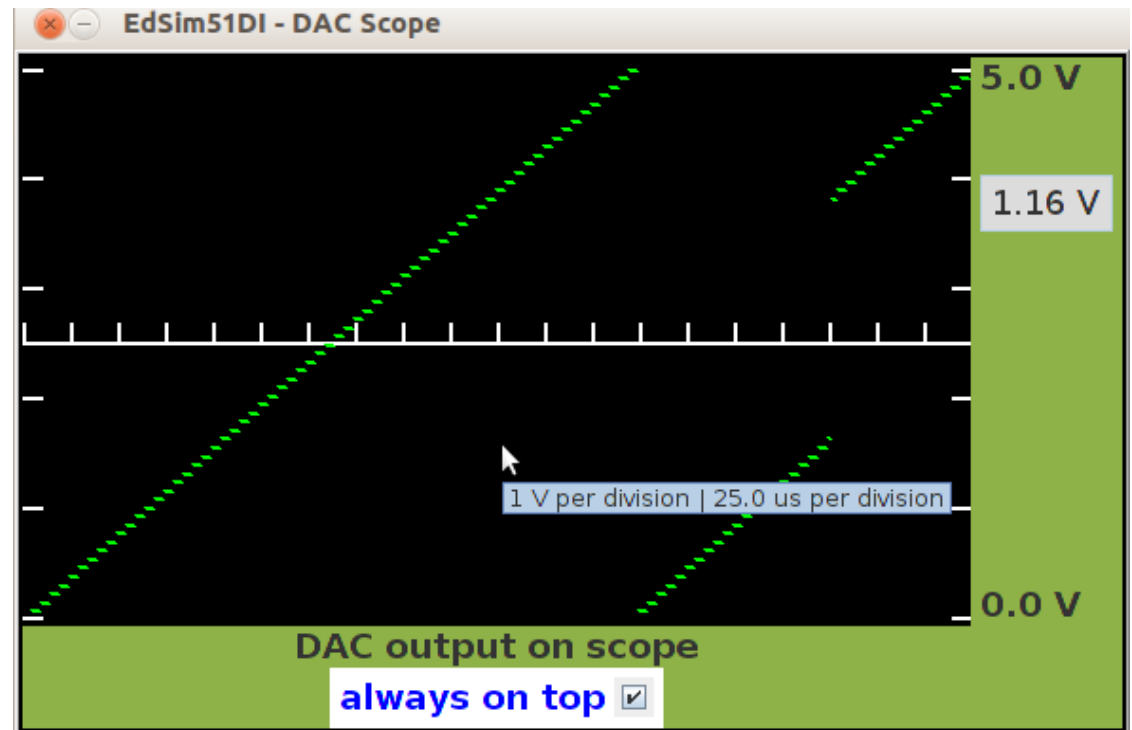 EdSim51DI - DAC Scope
5.0 V
1.16 V
1 V per division | 25.0 us per division
0.0 V
DAC output on scope
always on top